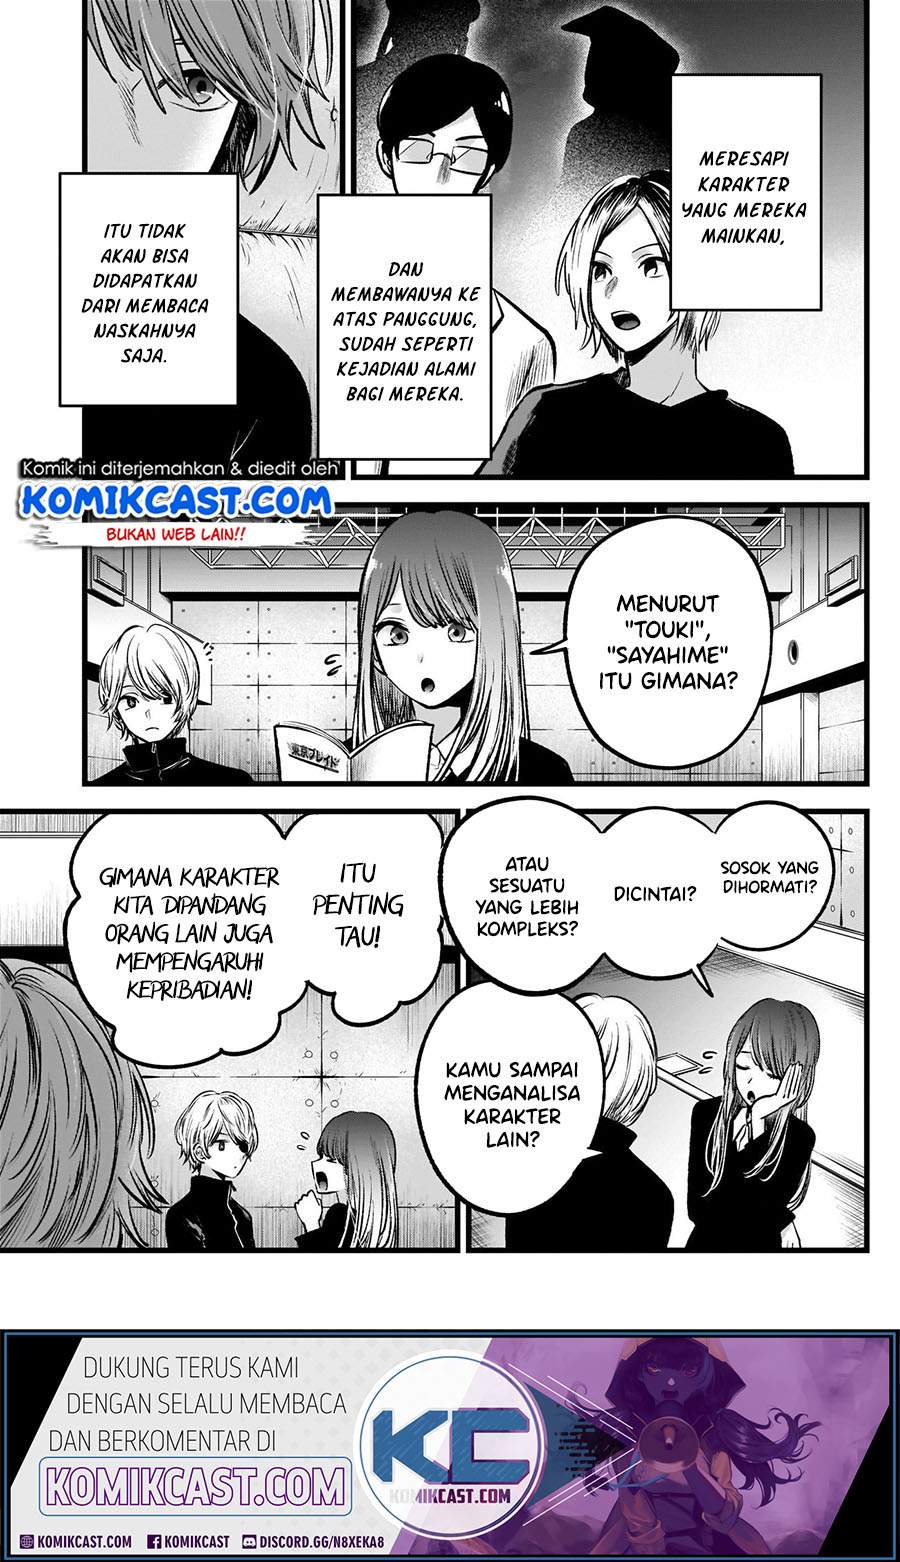 MERESAPI
KARAKTER
YANG MEREKA
MAINKAN,
DAN
MEMBAWANYA KE
ATAS PANGGUNG,
SUDAH SEPERTI
KEJADIAN ALAMI
BAGI MEREKA.
ITU TIDAK
AKAN BISA
DIDAPATKAN
DARI MEMBACA
NASKAHNYA
SAJA.
Komik ini diterjemahkan & diedit oleh
KOMIKCAST.COM
BUKAN WEB LAIN!!
MENURUT
"TOUKI",
"SAYAHIME"
ITU GIMANA?
東京ブレイド
SOSOK YANG
DIHORMATI?
DICINTAI?
ATAU
SESUATU
YANG LEBIH
KOMPLEKS?
KAMU SAMPAI
MENGANALISA
KARAKTER
LAIN?
ITU
PENTING
TAU!
GIMANA KARAKTER
KITA DIPANDANG
ORANG LAIN JUGA
MEMPENGARUHI
KEPRIBADIAN!
DUKUNG TERUS KAMI
DENGAN SELALU MEMBACA
DAN BERKOMENTAR DI
KOMIKCAST.COM
KOMIKCAST.COM
KOMIKCAST
DISCORD.GG/N8XEKA8
KC
KOMIKCAST.COM